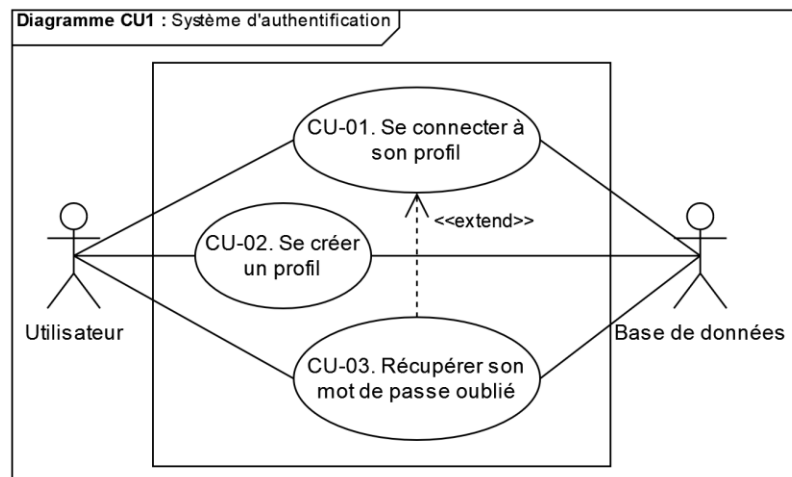 Diagramme CU1 : Système d'authentification
CU-01. Se connecter à
son profil
<<extend>>
CU-02. Se créer
un profil
Utilisateur
Base de données
CU-03. Récupérer son
mot de passe oublié